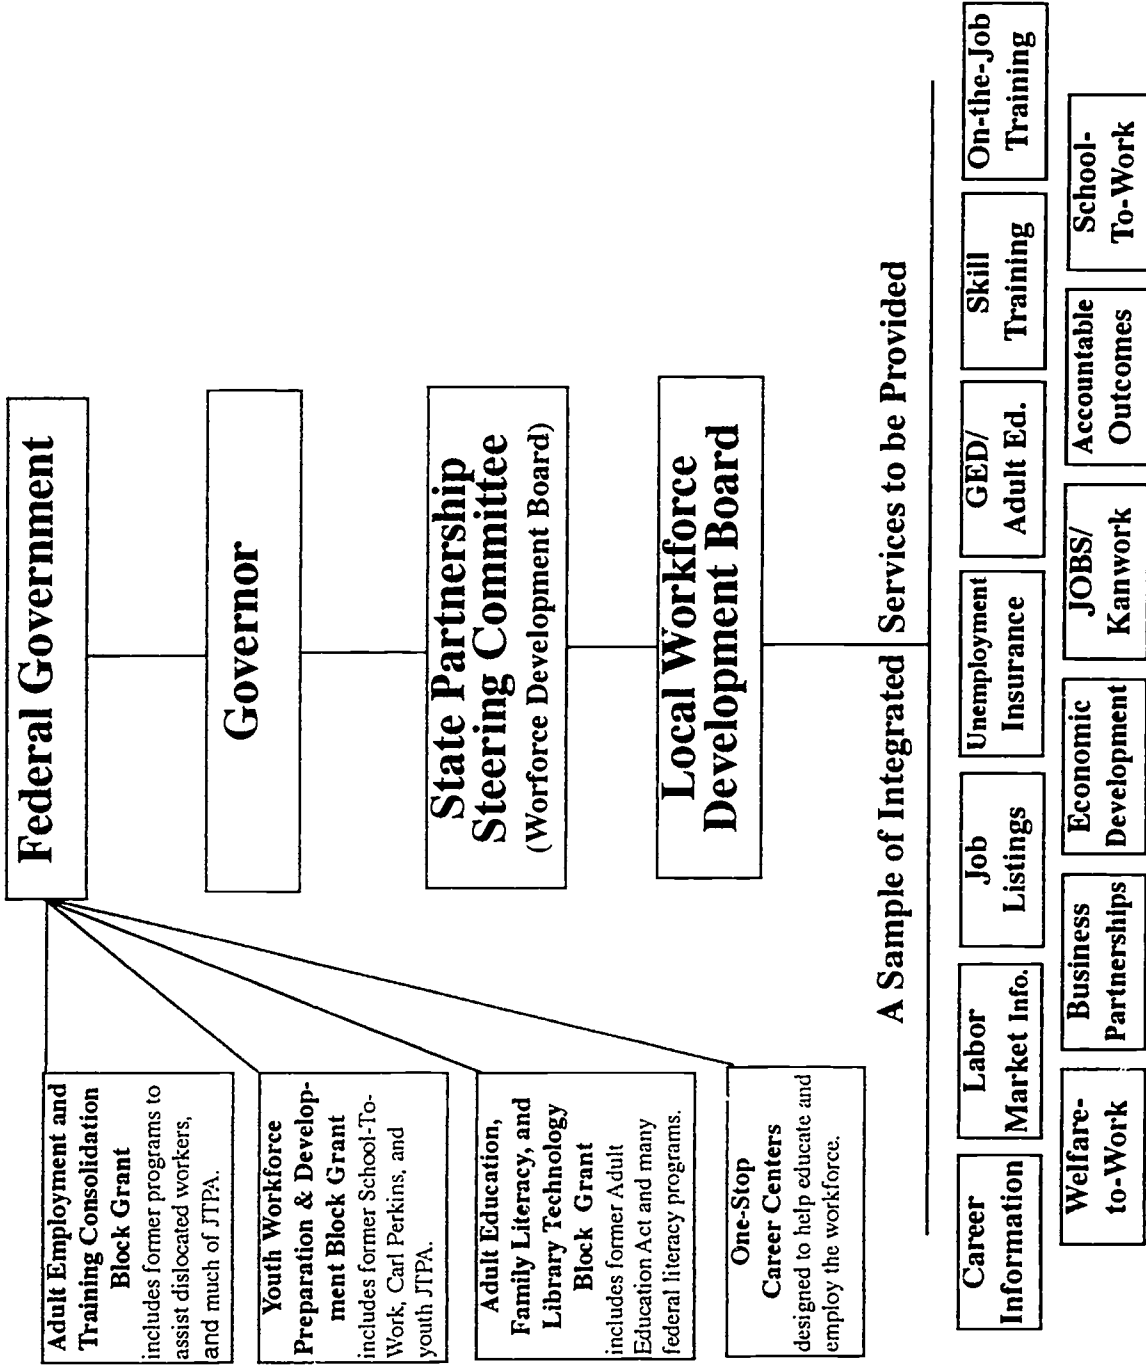 Federal Government
Governor
State Partnership
Steering Committee
(Worforce Development Board)
Local Workforce
Development Board
Adult Employment and
Training Consolidation
Block Grant
includes former programs to
assist dislocated workers,
and much of JTPA.
Youth Workforce
Preparation & Develop-
ment Block Grant
includes former School-To-
Work, Carl Perkins, and
youth JTPA.
Adult Education,
Family Literacy, and
Library Technology
Block Grant
includes former Adult
Education Act and many
federal literacy programs.
One-Stop
Career Centers
designed to help educate and
employ the workforce.
A Sample of Integrated Services to be Provided
Career
Information
Labor
Market Info.
Job
Listings
Unemployment
Insurance
GED/
Adult Ed.
Skill
Training
On-the-Job
Training
Welfare-
to-Work
Business
Partnerships
Economic
Development
JOBS/
Kanwork
Accountable
Outcomes
School-
To-Work